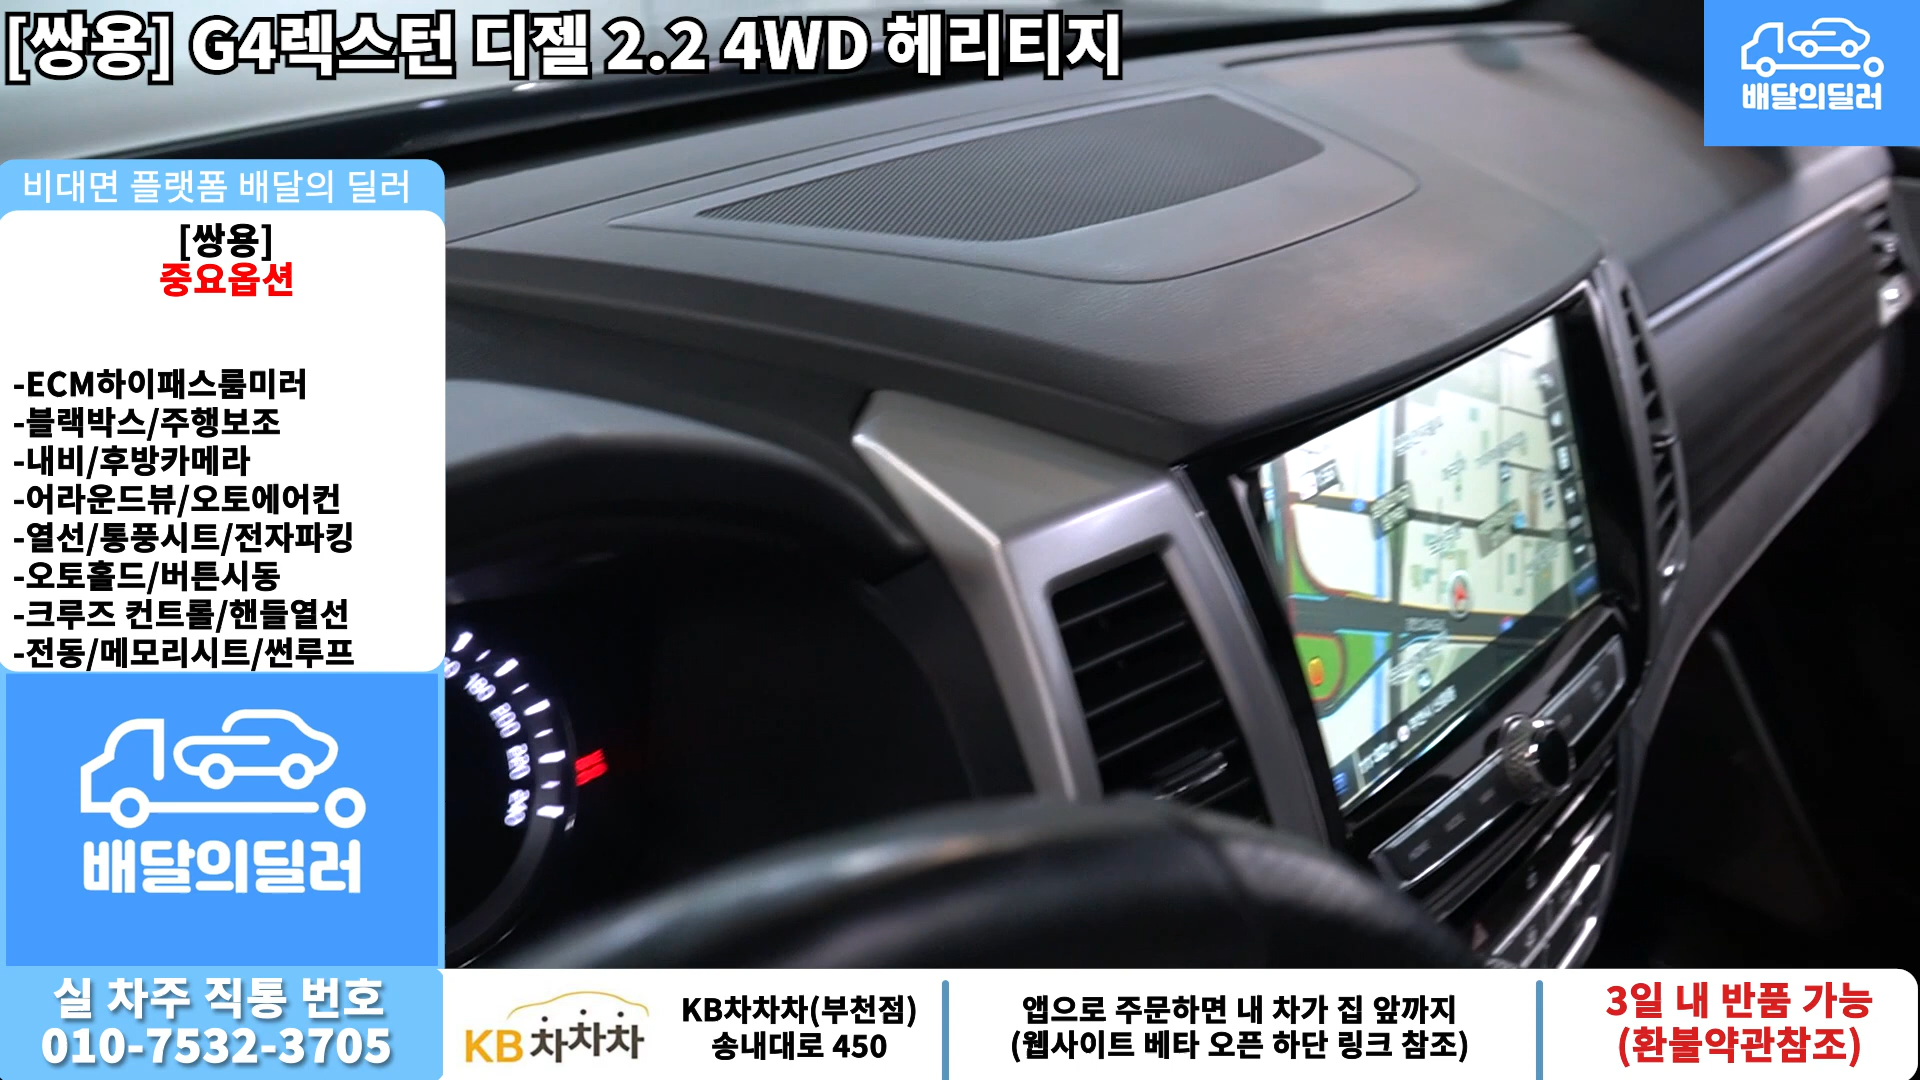 [쌍용] G4렉스턴 디젤 2.2 4WD 헤리티지
배달의딜러
비대면 플랫폼 배달의 딜러
[쌍용]
중요옵션
-ECM하이패스룸미러
-블랙박스/주행보조
-내비/후방카메라
-어라운드뷰/오토에어컨
-열선/통풍시트/전자파킹
-오토홀드/버튼시동
-크루즈 컨트롤/핸들열선
-전동/메모리시트/썬루프
180
200
220
240
배달의딜러
실 차주 직통 번호
010-7532-3705
KB차차차
KB차차차(부천점)
송내대로 450
앱으로 주문하면 내 차가 집 앞까지
(웹사이트 베타 오픈 하단 링크 참조)
3일 내 반품 가능
(환불약관참조)